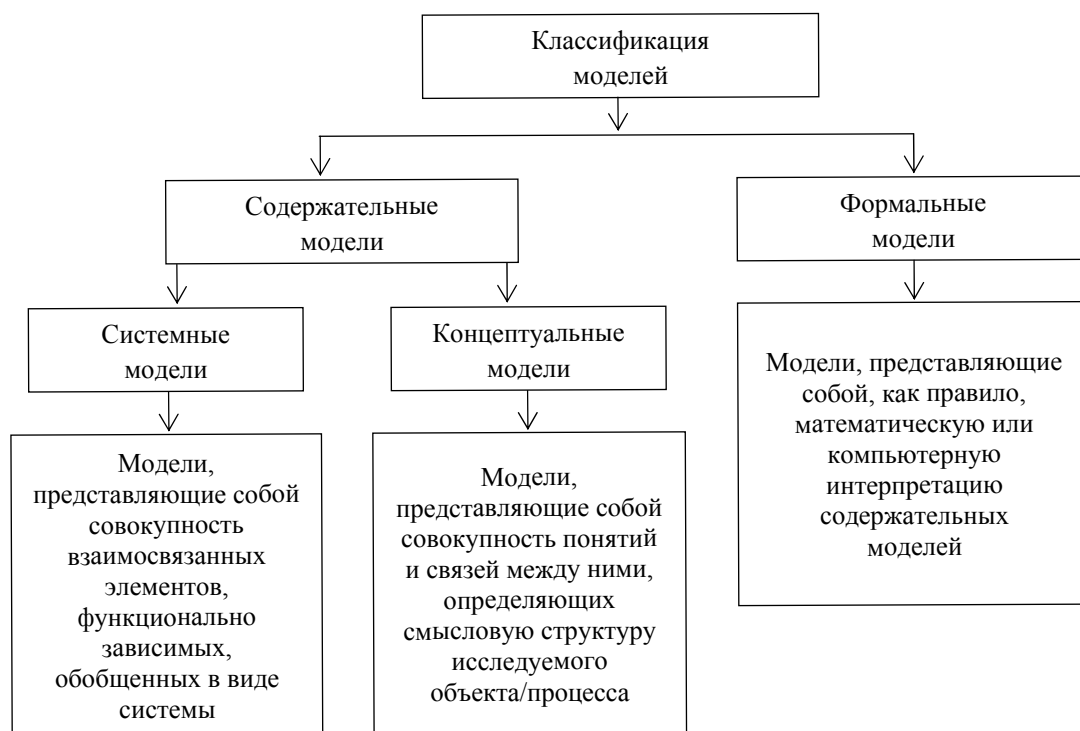 Классификация
моделей
Содержательные
модели
Формальные
модели
Системные
модели
Концептуальные
модели
Модели, представляющие
собой, как правило,
математическую или
компьютерную
интерпретацию
содержательных
моделей
Модели,
представляющие собой
совокупность
взаимосвязанных
элементов,
функционально
зависимых,
обобщенных в виде
системы
Модели,
представляющие собой
совокупность понятий
и связей между ними,
определяющих
смысловую структуру
исследуемого
объекта/процесса